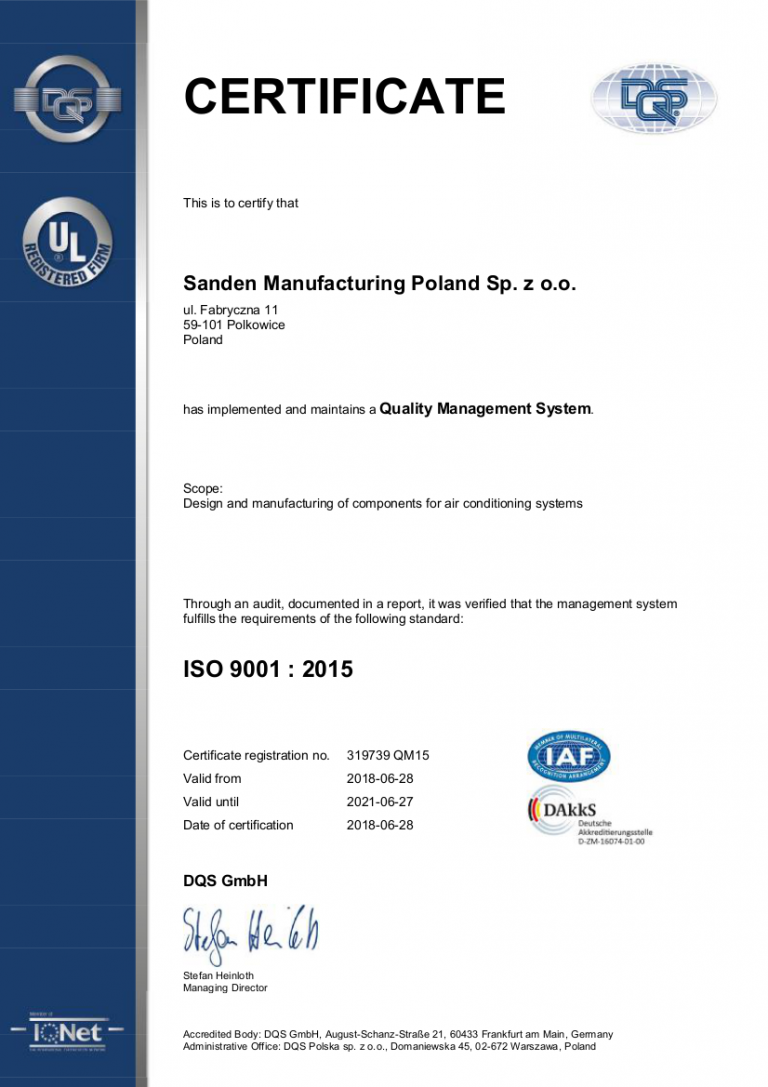 DQS
CERTIFICATE
DQS
®
This is to certify that
UL
®
REGISTERED FIRM
Sanden Manufacturing Poland Sp. z o.o.
ul. Fabryczna 11
59-101 Polkowice
Poland
has implemented and maintains a Quality Management System.
Scope:
Design and manufacturing of components for air conditioning systems
Through an audit, documented in a report, it was verified that the management system
fulfills the requirements of the following standard:
ISO 9001 : 2015
Certificate registration no. 319739 QM15
Valid from 2018-06-28
Valid until 2021-06-27
Date of certification 2018-06-28
MEMBER OF MULTILATERAL
IAF
RECOGNITION ARRANGEMENT
DAkkS
Deutsche
Akkreditierungsstelle
D-ZM-16074-01-00
DQS GmbH
Stefan Heinloth
Stefan Heinloth
Managing Director
IQNet
Accredited Body: DQS GmbH, August-Schanz-Straße 21, 60433 Frankfurt am Main, Germany
Administrative Office: DQS Polska sp. z o.o., Domaniewska 45, 02-672 Warszawa, Poland